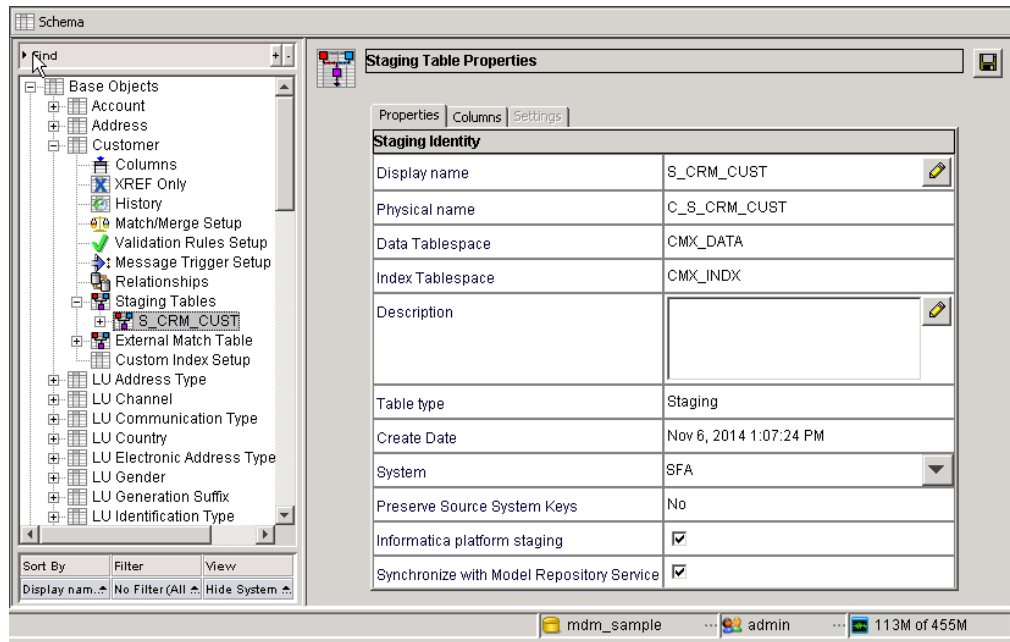 Schema
Find
+ -
Base Objects
Account
Address
Customer
Columns
XREF Only
History
Match/Merge Setup
Validation Rules Setup
Message Trigger Setup
Relationships
Staging Tables
S_CRM_CUST
External Match Table
Custom Index Setup
LU Address Type
LU Channel
LU Communication Type
LU Country
LU Electronic Address Type
LU Gender
LU Generation Suffix
LU Identification Type
Sort By Filter View
Display nam... No Filter (All Hide System
Staging Table Properties
Properties Columns Settings
Staging Identity
Display name S_CRM_CUST
Physical name C_S_CRM_CUST
Data Tablespace CMX_DATA
Index Tablespace CMX_INDX
Description
Table type Staging
Create Date Nov 6, 2014 1:07:24 PM
System SFA
Preserve Source System Keys No
Informatica platform staging
Synchronize with Model Repository Service
mdm_sample ... admin ... 113M of 455M